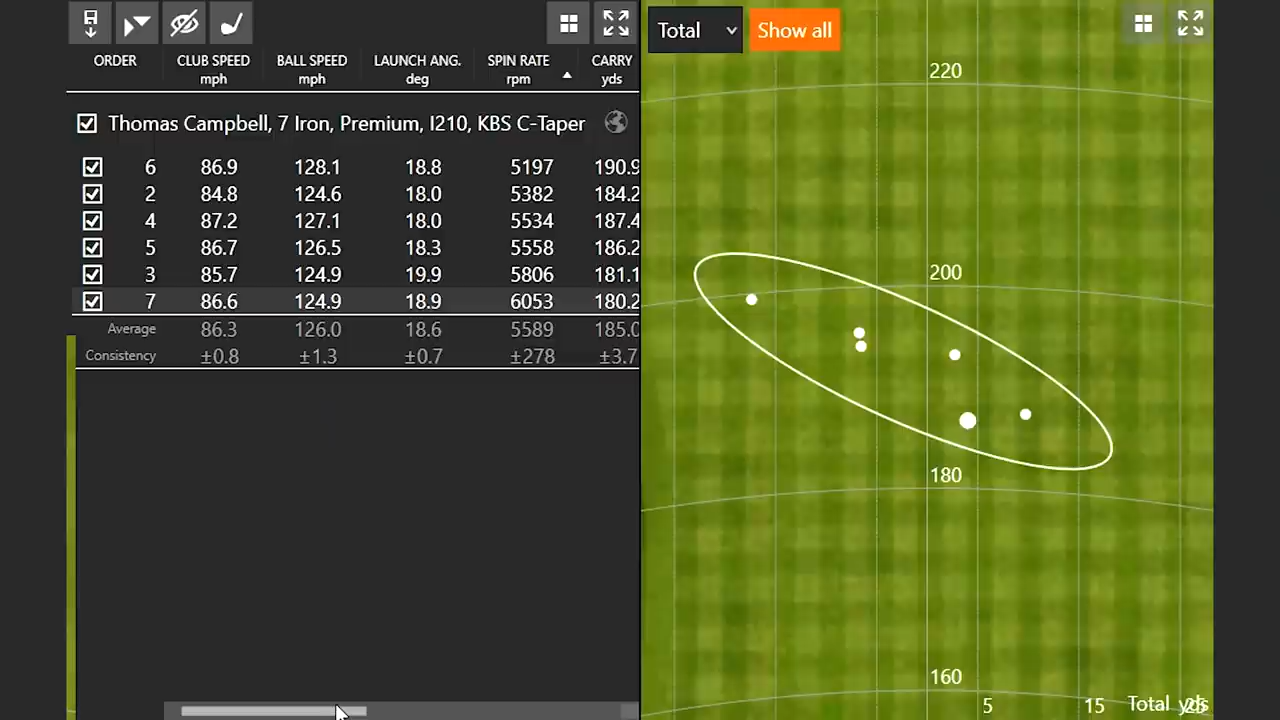 ORDER CLUB SPEED BALL SPEED LAUNCH ANG. SPIN RATE CARRY
mph mph deg rpm yds
Thomas Campbell, 7 Iron, Premium, I210, KBS C-Taper
6 86.9 128.1 18.8 5197 190.9
2 84.8 124.6 18.0 5382 184.2
4 87.2 127.1 18.0 5534 187.4
5 86.7 126.5 18.3 5558 186.2
3 85.7 124.9 19.9 5806 181.1
7 86.6 124.9 18.9 6053 180.2
Average 86.3 126.0 18.6 5589 185.0
Consistency ±0.8 ±1.3 ±0.7 ±278 ±3.7
Total Show all
220
200
180
160
5 15 Total yds 25